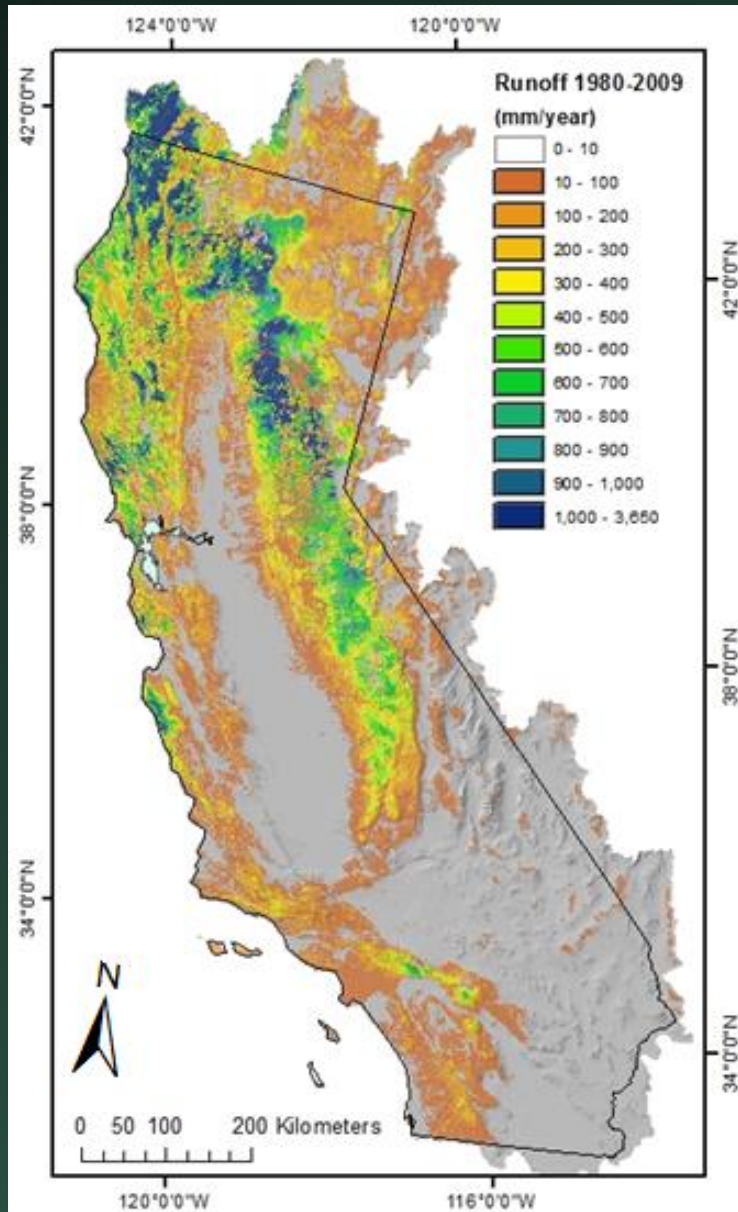 124°0'0"W 120°0'0"W
42°0'0"N
38°0'0"N
34°0'0"N
Runoff 1980-2009
(mm/year)
0 - 10
10 - 100
100 - 200
200 - 300
300 - 400
400 - 500
500 - 600
600 - 700
700 - 800
800 - 900
900 - 1,000
1,000 - 3,650
42°0'0"N
38°0'0"N
34°0'0"N
N
0 50 100 200 Kilometers
120°0'0"W 116°0'0"W